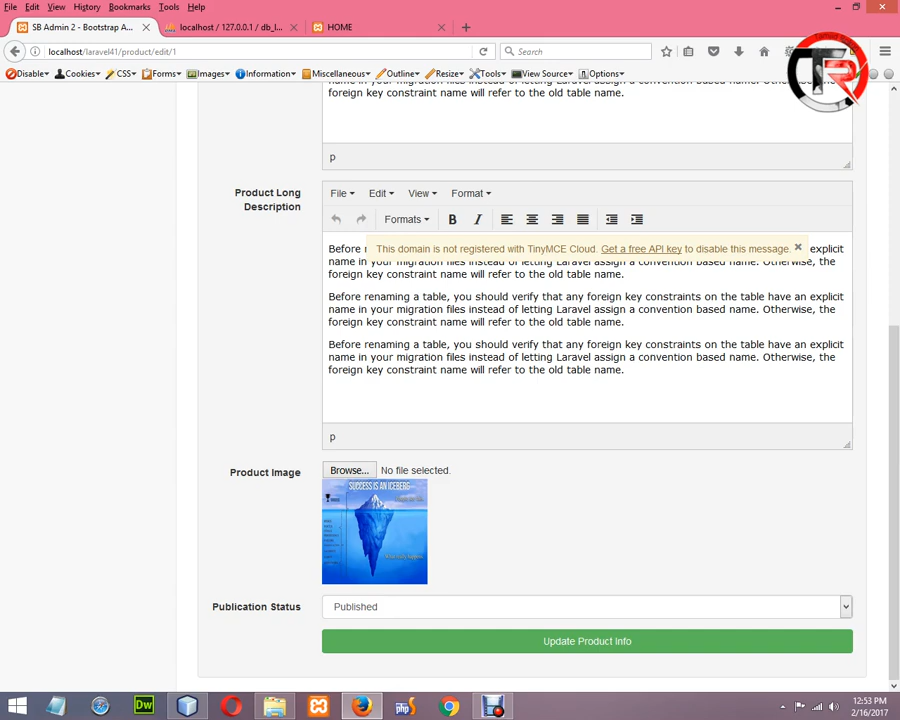 File Edit View History Bookmarks Tools Help
SB Admin 2 - Bootstrap A...
localhost / 127.0.0.1 / db_l...
HOME
localhost/laravel41/product/edit/1
Search
Disable Cookies CSS Forms Images Information Miscellaneous Outline Resize Tools View Source Options
foreign key constraint name will refer to the old table name.
p
Product Long Description
File Edit View Format
Formats B I
This domain is not registered with TinyMCE Cloud. Get a free API key to disable this message.
Before explicit
name in your migration files instead of letting Laravel assign a convention based name. Otherwise, the
foreign key constraint name will refer to the old table name.
Before renaming a table, you should verify that any foreign key constraints on the table have an explicit
name in your migration files instead of letting Laravel assign a convention based name. Otherwise, the
foreign key constraint name will refer to the old table name.
Before renaming a table, you should verify that any foreign key constraints on the table have an explicit
name in your migration files instead of letting Laravel assign a convention based name. Otherwise, the
foreign key constraint name will refer to the old table name.
p
Product Image
Browse... No file selected.
SUCCESS IS AN ICEBERG
Publication Status
Published
Update Product Info
Dw
php
12:53 PM
2/16/2017